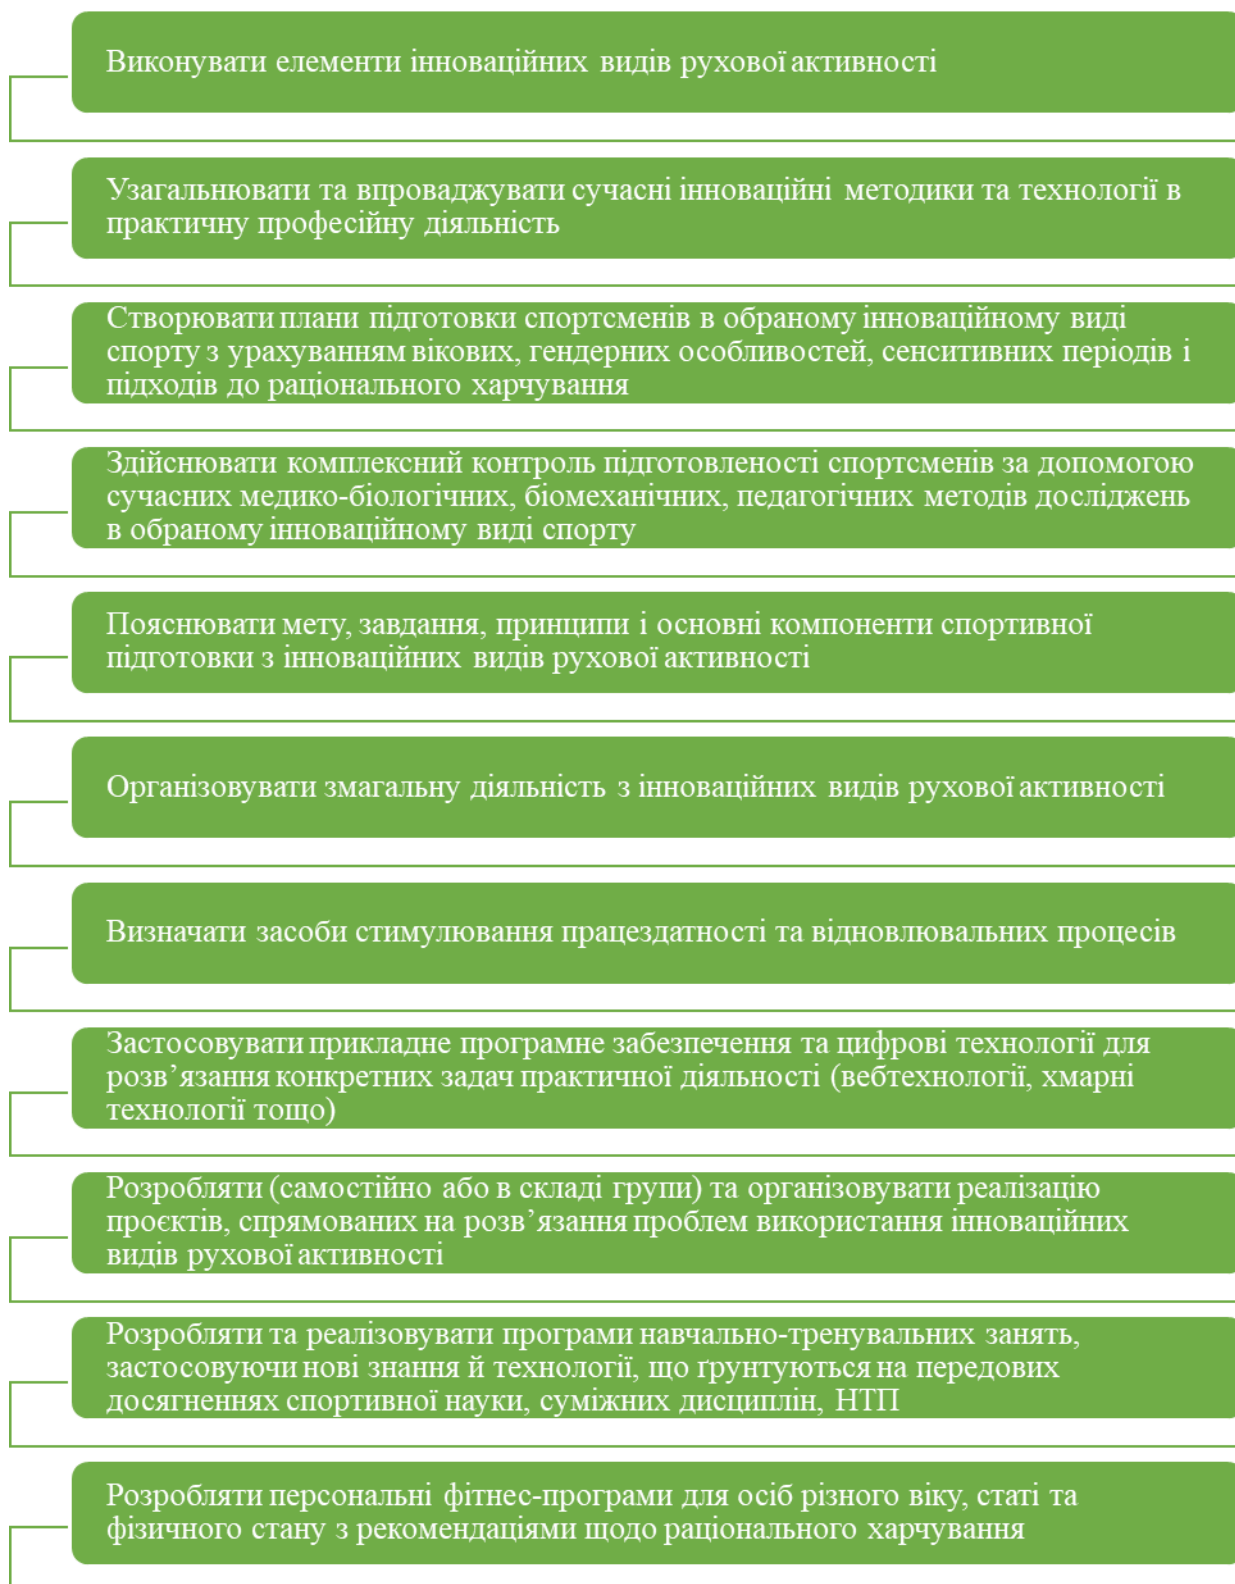 Виконувати елементи інноваційних видів рухової активності
Узагальнювати та впроваджувати сучасні інноваційні методики та технології в
практичну професійну діяльність
Створювати плани підготовки спортсменів в обраному інноваційному виді
спорту з урахуванням вікових, гендерних особливостей, сенситивних періодів і
підходів до раціонального харчування
Здійснювати комплексний контроль підготовленості спортсменів за допомогою
сучасних медико-біологічних, біомеханічних, педагогічних методів досліджень
в обраному інноваційному виді спорту
Пояснювати мету, завдання, принципи і основні компоненти спортивної
підготовки з інноваційних видів рухової активності
Організовувати змагальну діяльність з інноваційних видів рухової активності
Визначати засоби стимулювання працездатності та відновлювальних процесів
Застосовувати прикладне програмне забезпечення та цифрові технології для
розв’язання конкретних задач практичної діяльності (вебтехнології, хмарні
технології тощо)
Розробляти (самостійно або в складі групи) та організовувати реалізацію
проєктів, спрямованих на розв’язання проблем використання інноваційних
видів рухової активності
Розробляти та реалізовувати програми навчально-тренувальних занять,
застосовуючи нові знання й технології, що ґрунтуються на передових
досягненнях спортивної науки, суміжних дисциплін, НТП
Розробляти персональні фітнес-програми для осіб різного віку, статі та
фізичного стану з рекомендаціями щодо раціонального харчування